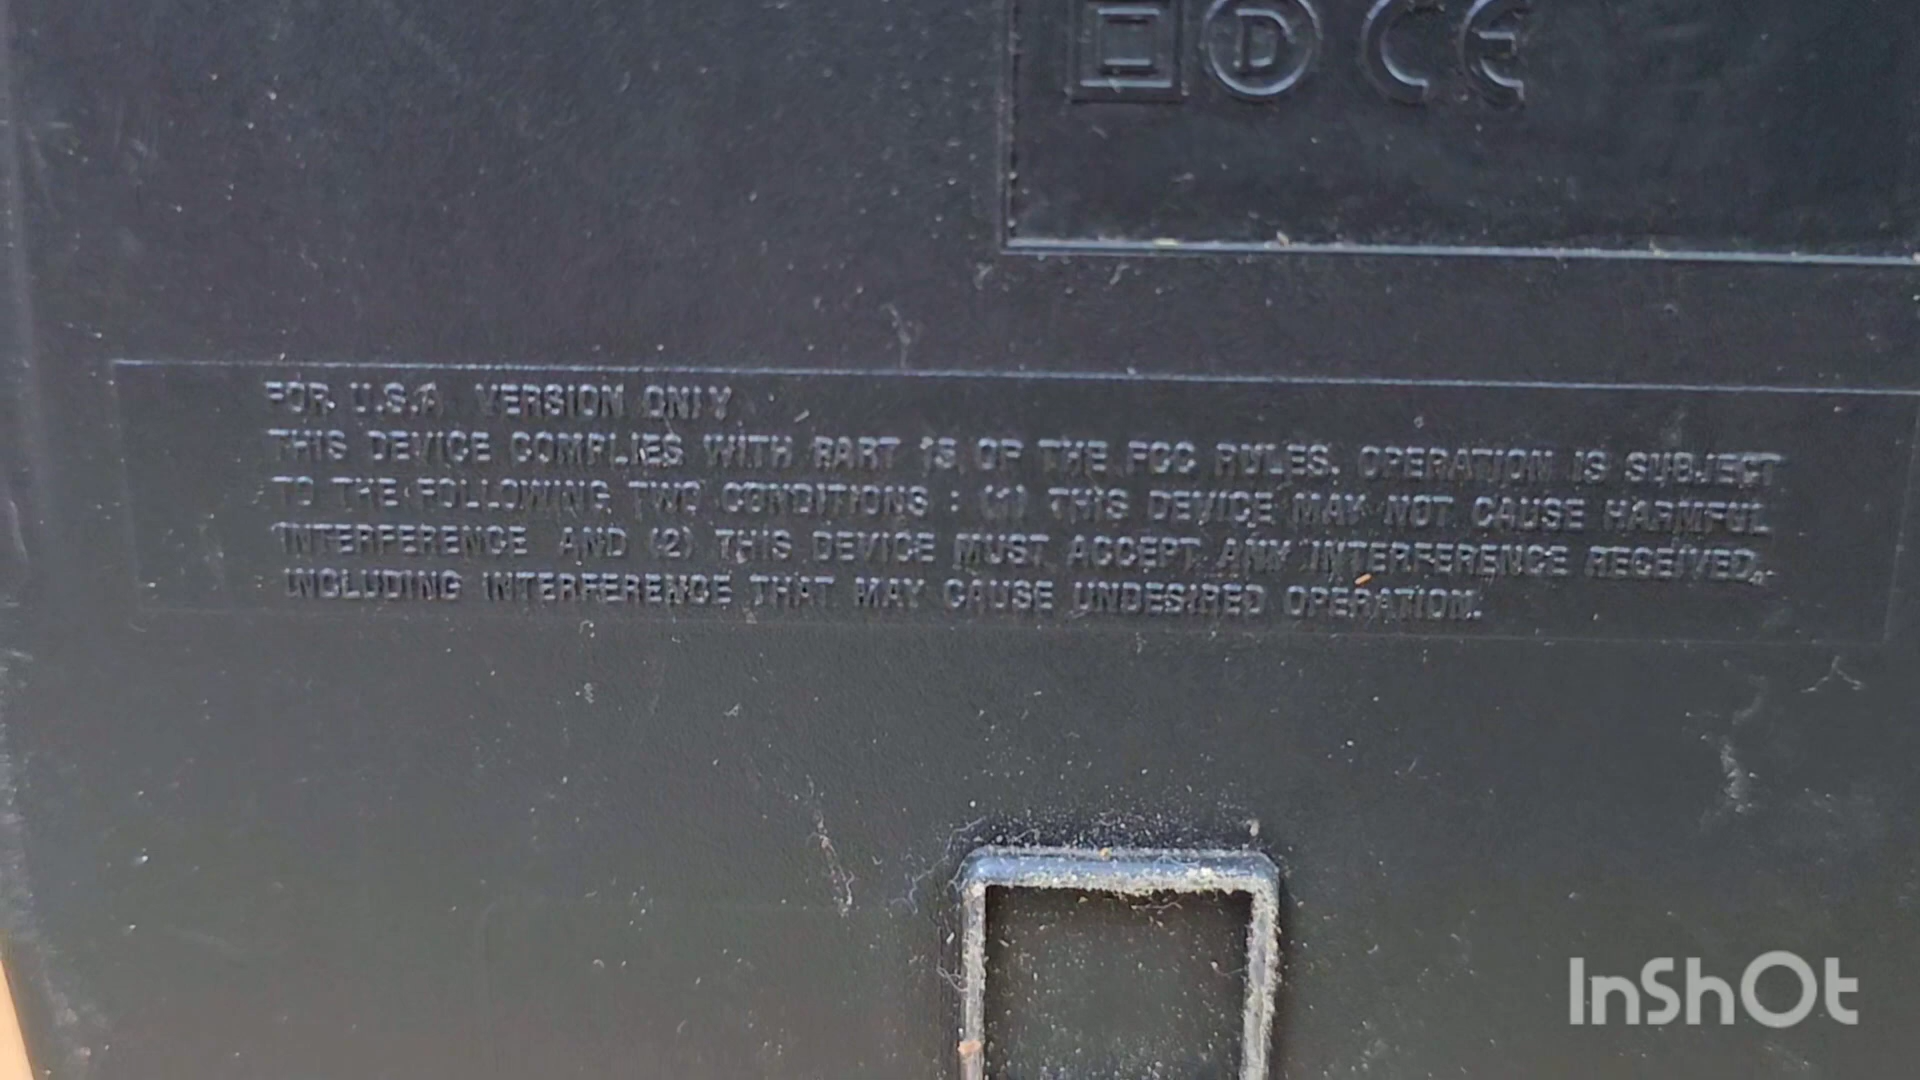 D CE
FOR U.S.A. VERSION ONLY
THIS DEVICE COMPLIES WITH PART 15 OF THE FCC RULES. OPERATION IS SUBJECT
TO THE FOLLOWING TWO CONDITIONS : (1) THIS DEVICE MAY NOT CAUSE HARMFUL
INTERFERENCE AND (2) THIS DEVICE MUST ACCEPT ANY INTERFERENCE RECEIVED,
INCLUDING INTERFERENCE THAT MAY CAUSE UNDESIRED OPERATION.
InShOt